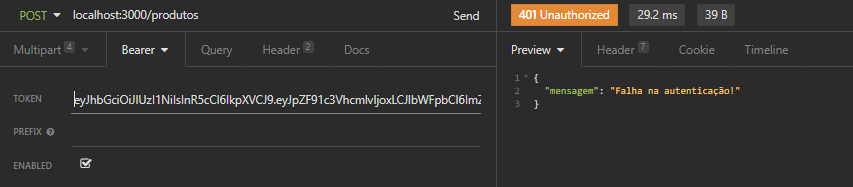 POST localhost:3000/produtos Send 401 Unauthorized 29.2 ms 39 B
Multipart 4 Bearer Query Header 2 Docs Preview Header 7 Cookie Timeline
TOKEN eyJhbGciOiJIUzI1NiIsInR5cCI6IkpXVCJ9.eyJpZF91c3VhcmlvIjoxLCJlbWFpbCI6ImZ
PREFIX ?
ENABLED
1 {
2 "mensagem": "Falha na autenticação!"
3 }